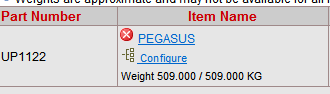 Weights are approximate and may not be available for all
Part Number Item Name
UP1122
PEGASUS
Configure
Weight 509.000 / 509.000 KG